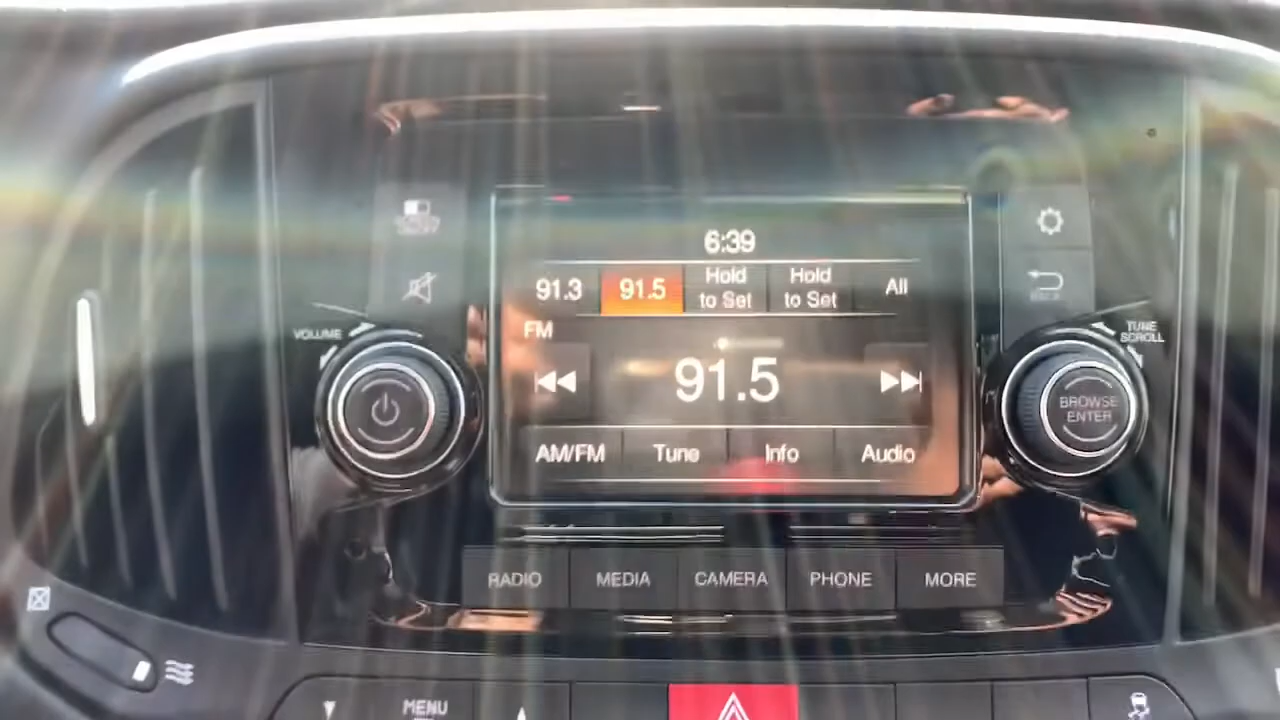 6:39
91.3
91.5
Hold
to Set
Hold
to Set
All
FM
91.5
AM/FM
Tune
Info
Audio
VOLUME
TUNE
SCROLL
BROWSE
ENTER
RADIO
MEDIA
CAMERA
PHONE
MORE
MENU